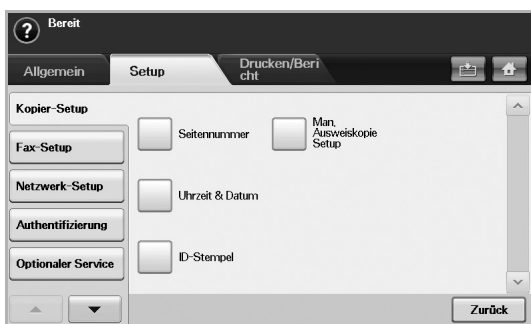 Bereit
Allgemein
Setup
Drucken/Beri
cht
Kopier-Setup
Fax-Setup
Netzwerk-Setup
Authentifizierung
Optionaler Service
Seitennummer
Man.
Ausweiskopie
Setup
Uhrzeit & Datum
ID-Stempel
Zurück